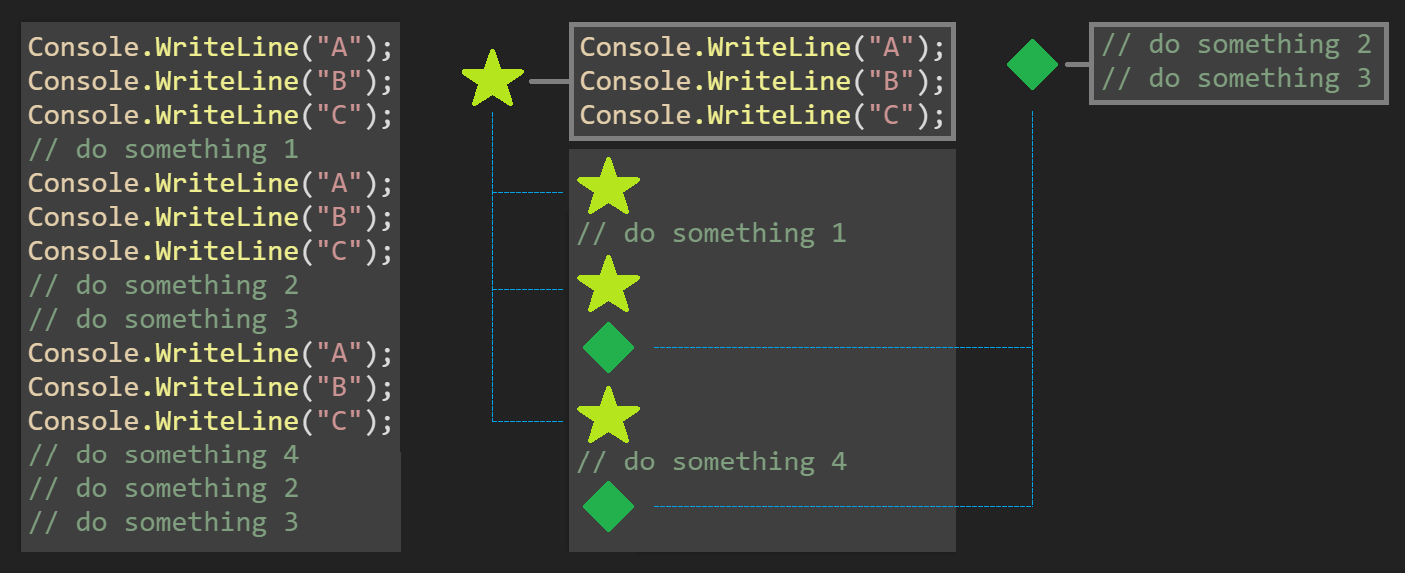 Console.WriteLine("A");
Console.WriteLine("B");
Console.WriteLine("C");
// do something 1
Console.WriteLine("A");
Console.WriteLine("B");
Console.WriteLine("C");
// do something 2
// do something 3
Console.WriteLine("A");
Console.WriteLine("B");
Console.WriteLine("C");
// do something 4
// do something 2
// do something 3
Console.WriteLine("A");
Console.WriteLine("B");
Console.WriteLine("C");
// do something 1
// do something 4
// do something 2
// do something 3